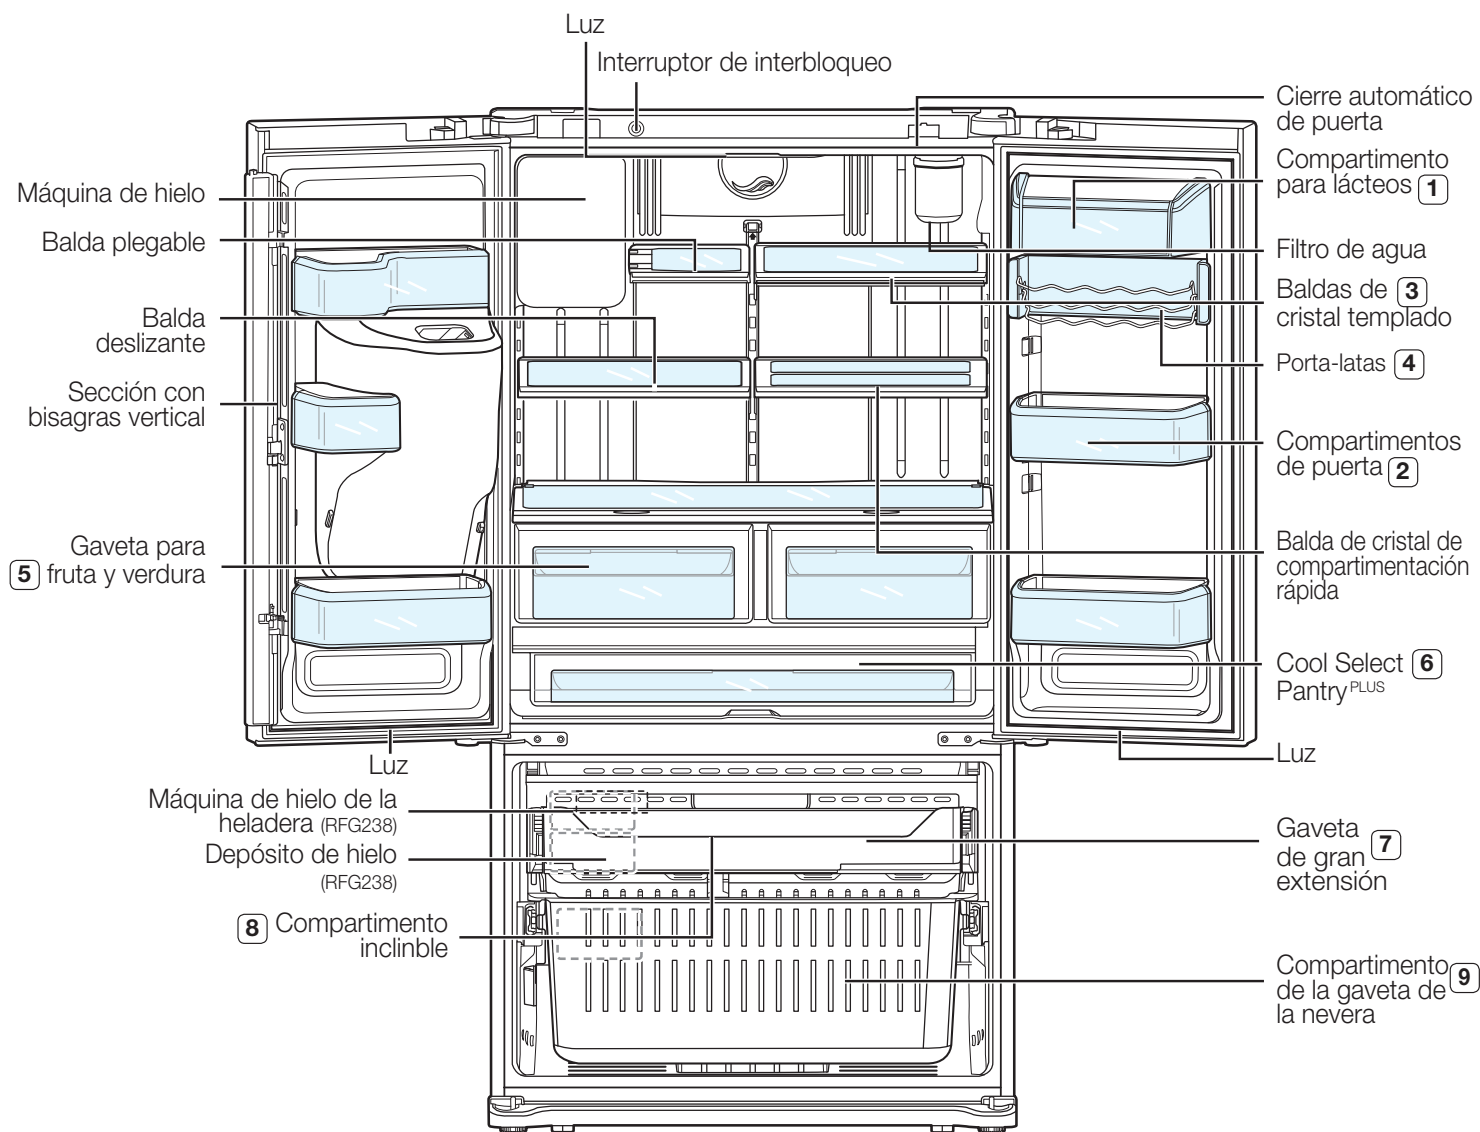 Luz
Interruptor de interbloqueo
Máquina de hielo
Balda plegable
Balda
deslizante
Sección con
bisagras vertical
Gaveta para
5 fruta y verdura
Luz
Máquina de hielo de la
heladera (RFG238)
Depósito de hielo
(RFG238)
8 Compartimento
inclinble
Cierre automático
de puerta
Compartimento
para lácteos 1
Filtro de agua
Baldas de 3
cristal templado
Porta-latas 4
Compartimentos
de puerta 2
Balda de cristal de
compartimentación
rápida
Cool Select 6
Pantry PLUS
Luz
Gaveta
de gran 7
extensión
Compartimento
de la gaveta de 9
la nevera